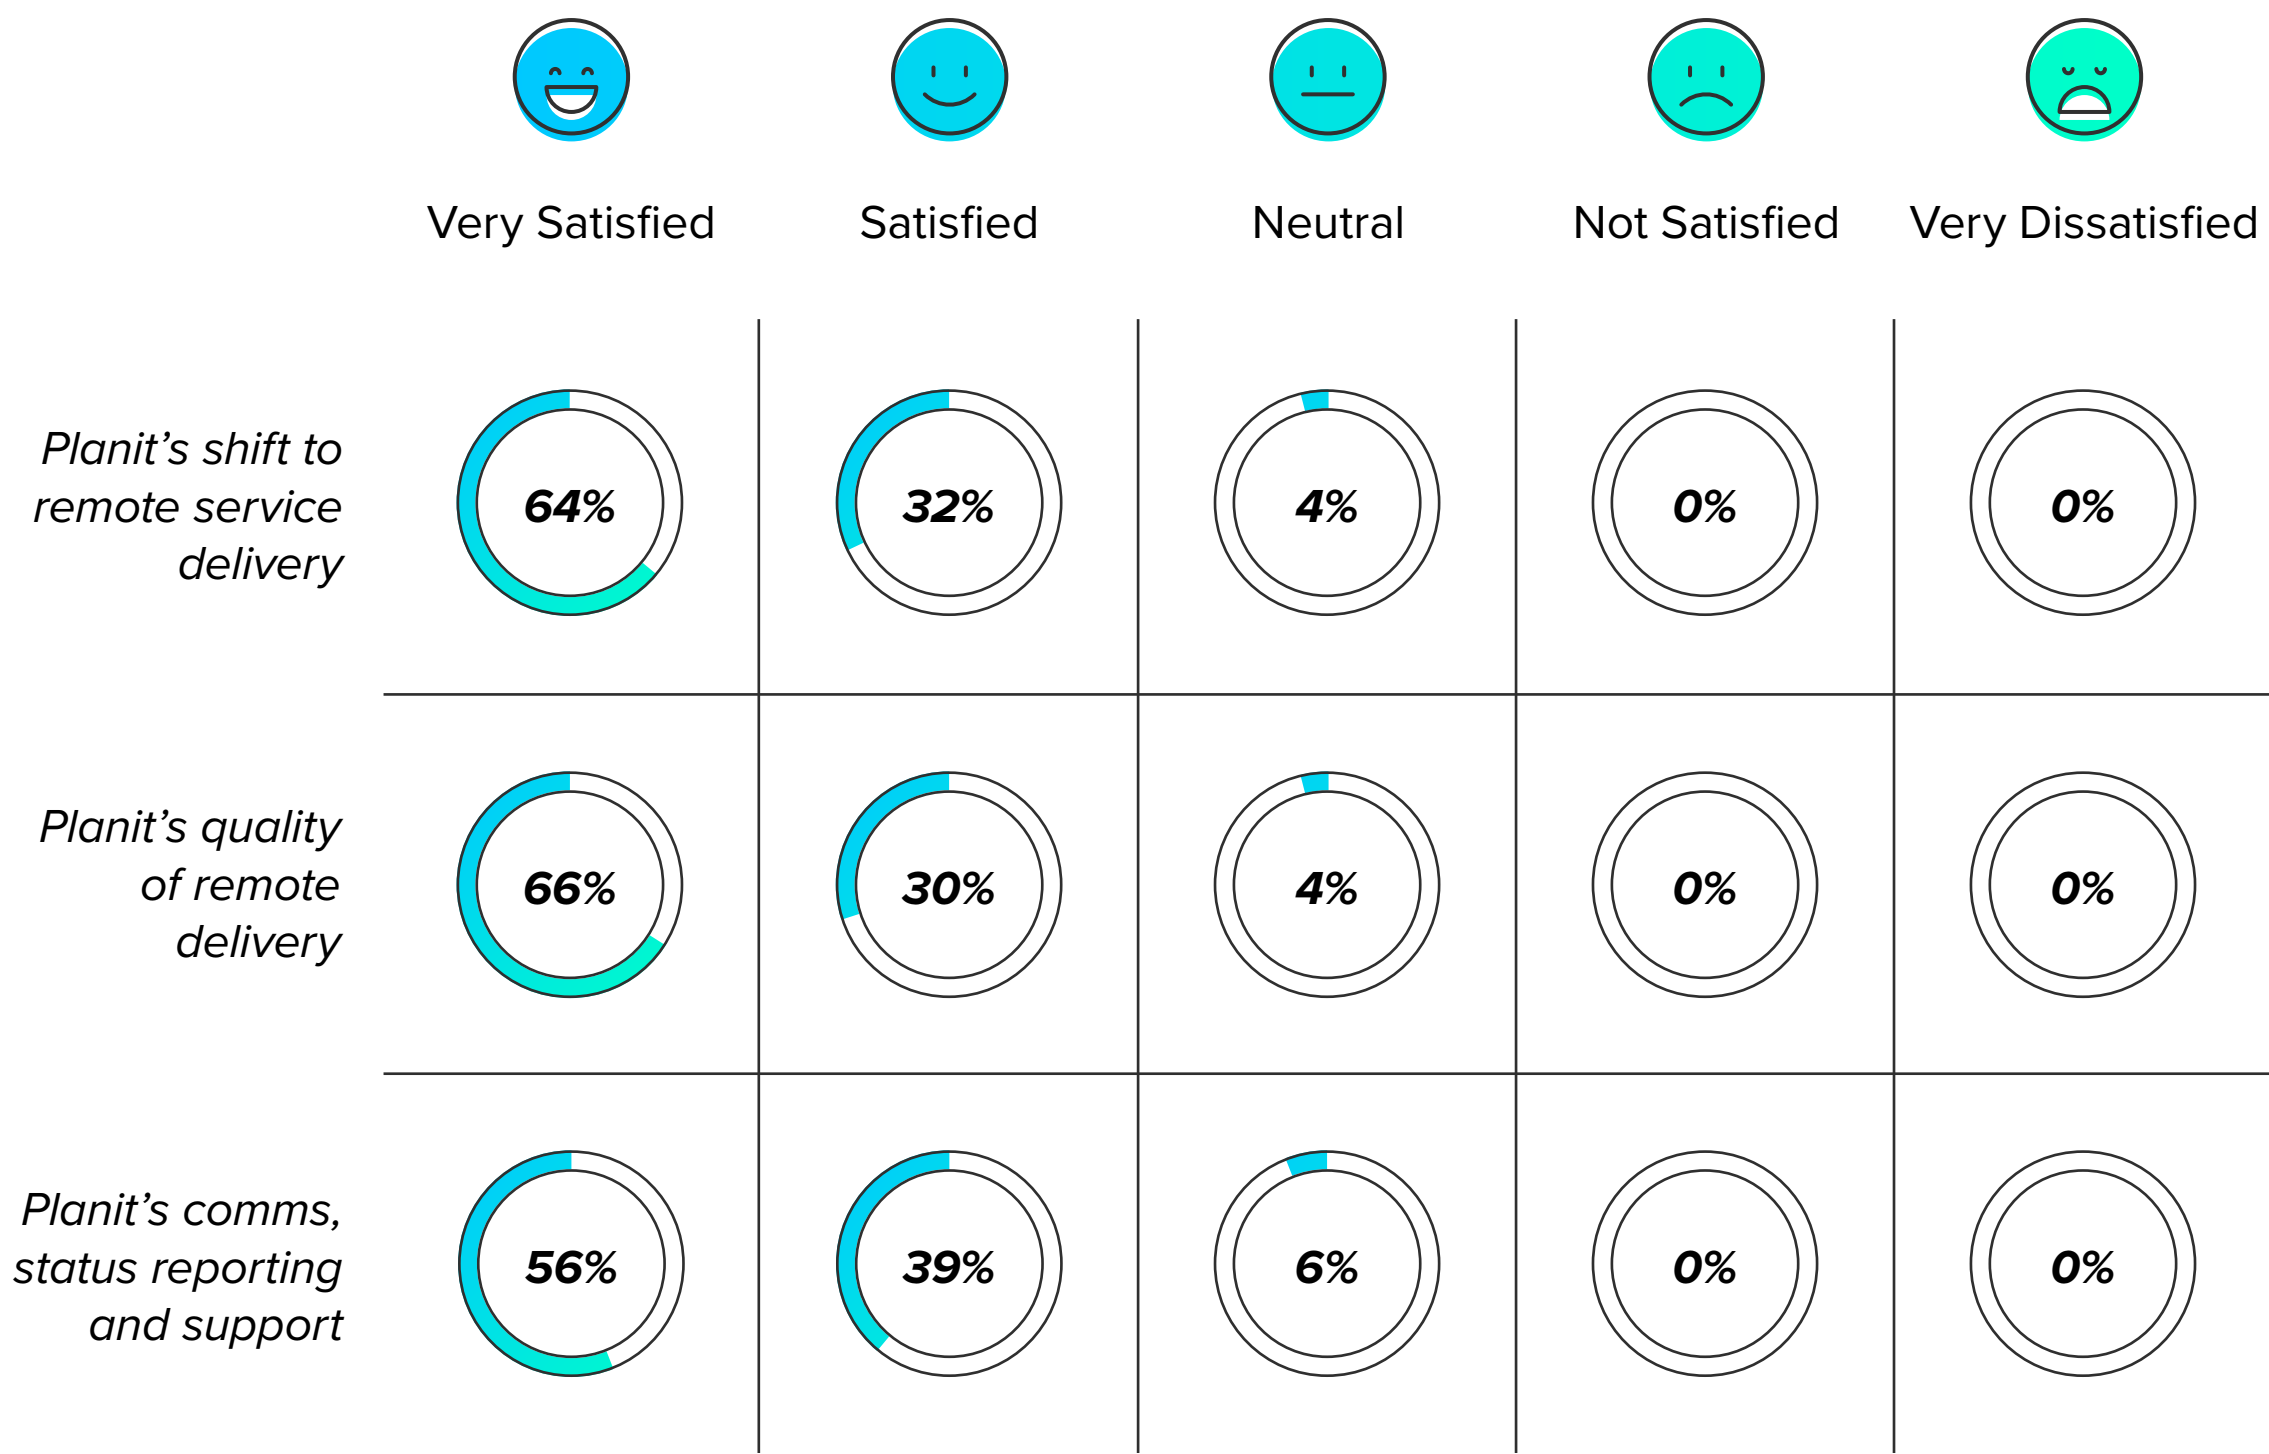 Very Satisfied
Satisfied
Neutral
Not Satisfied
Very Dissatisfied
Planit’s shift to
remote service
delivery
64%
32%
4%
0%
0%
Planit’s quality
of remote
delivery
66%
30%
4%
0%
0%
Planit’s comms,
status reporting
and support
56%
39%
6%
0%
0%